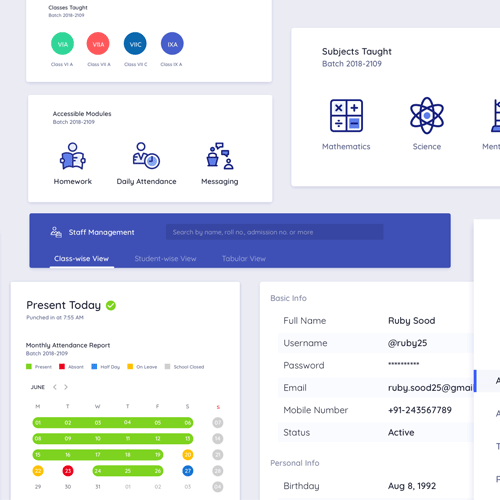 Classes Taught
Batch 2018-2019
VIA
VIIA
VIIC
IXA
Class VI A
Class VII A
Class VII C
Class IX A
Subjects Taught
Batch 2018-2109
Mathematics
Science
Ment
Accessible Modules
Batch 2018-2109
Homework
Daily Attendance
Messaging
Staff Management
Search by name, roll no., admission no. or more
Class-wise View
Student-wise View
Tabular View
Present Today
Punched in at 7:55 AM
Monthly Attendance Report
Batch 2018-2109
Present
Absent
Half Day
On Leave
School Closed
JUNE
M T W T F S S
01 02 03 04 05 06 07
08 09 10 11 12 13 14
15 16 17 18 19 20 21
22 23 24 25 26 27 28
29 30 31 01 02 03 04
Basic Info
Full Name Ruby Sood
Username @ruby25
Password **********
Email ruby.sood25@gmai
Mobile Number +91-243567789
Status Active
Personal Info
Birthday Aug 8, 1992
A
A
T